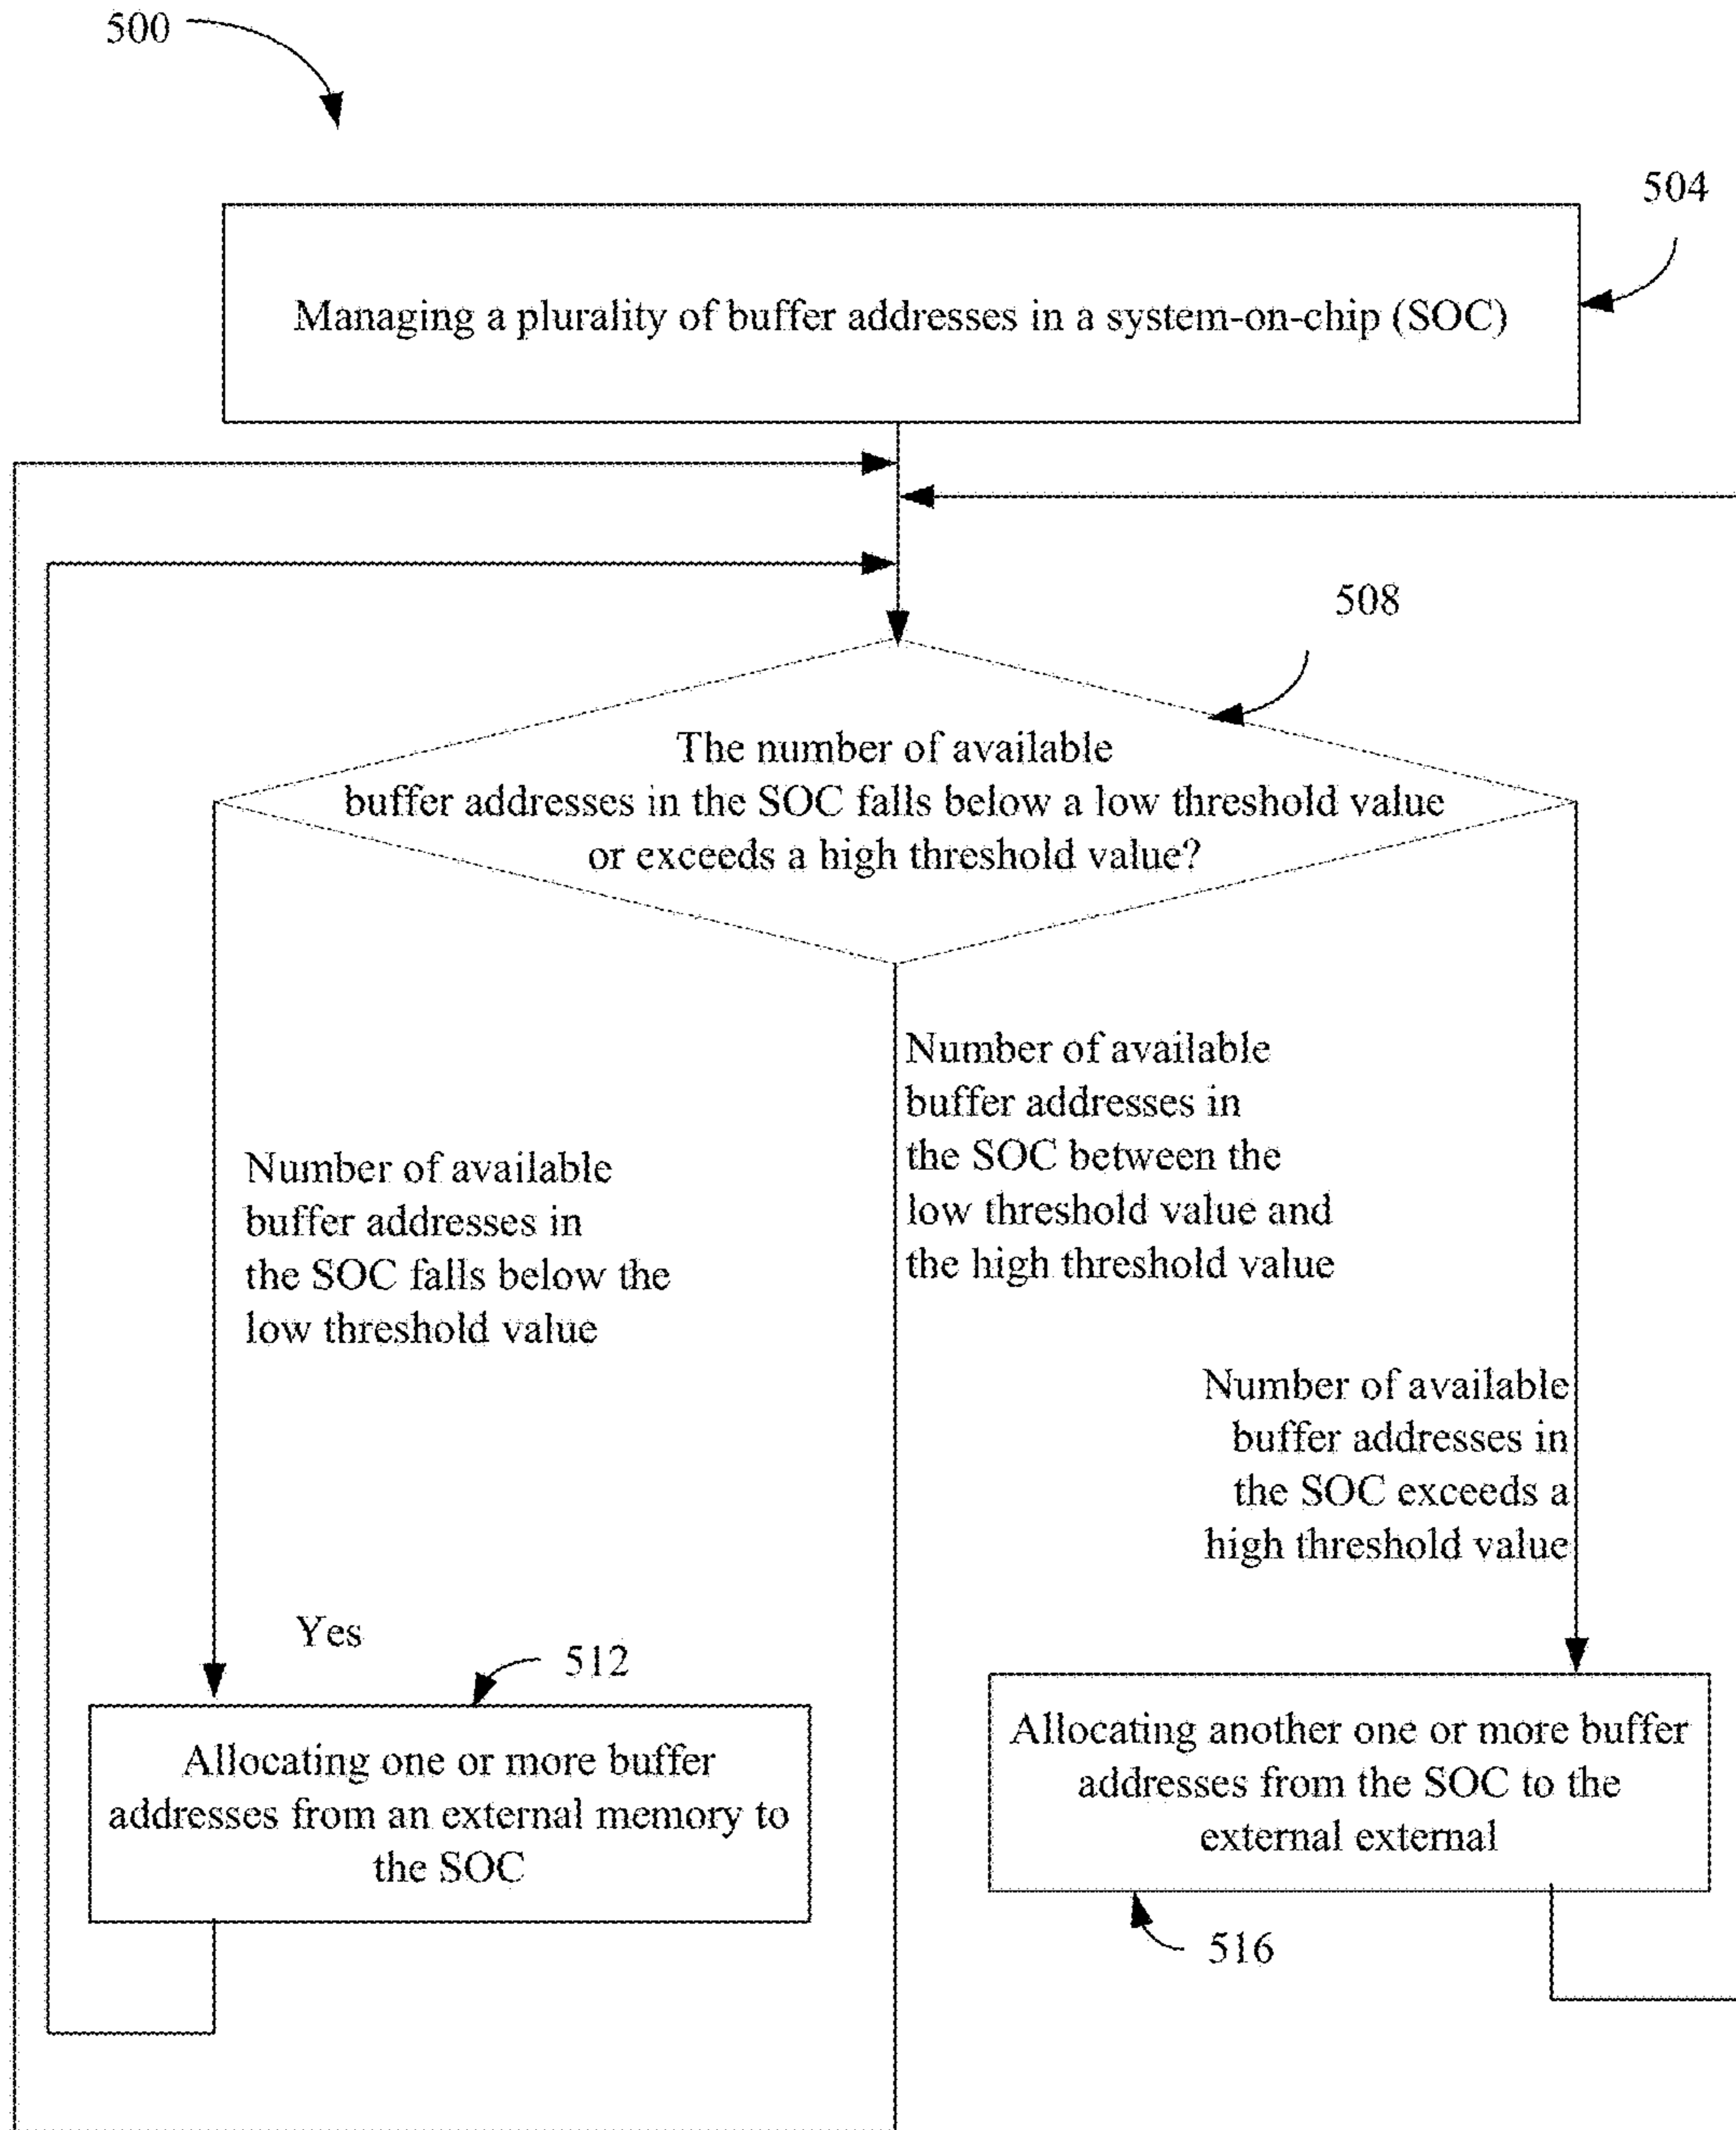 500
504
Managing a plurality of buffer addresses in a system-on-chip (SOC)
508
The number of available
buffer addresses in the SOC falls below a low threshold value
or exceeds a high threshold value?
Number of available
buffer addresses in
the SOC between the
low threshold value and
the high threshold value
Number of available
buffer addresses in
the SOC falls below the
low threshold value
Number of available
buffer addresses in
the SOC exceeds a
high threshold value
Yes
512
Allocating one or more buffer
addresses from an external memory to
the SOC
Allocating another one or more buffer
addresses from the SOC to the
external external
516